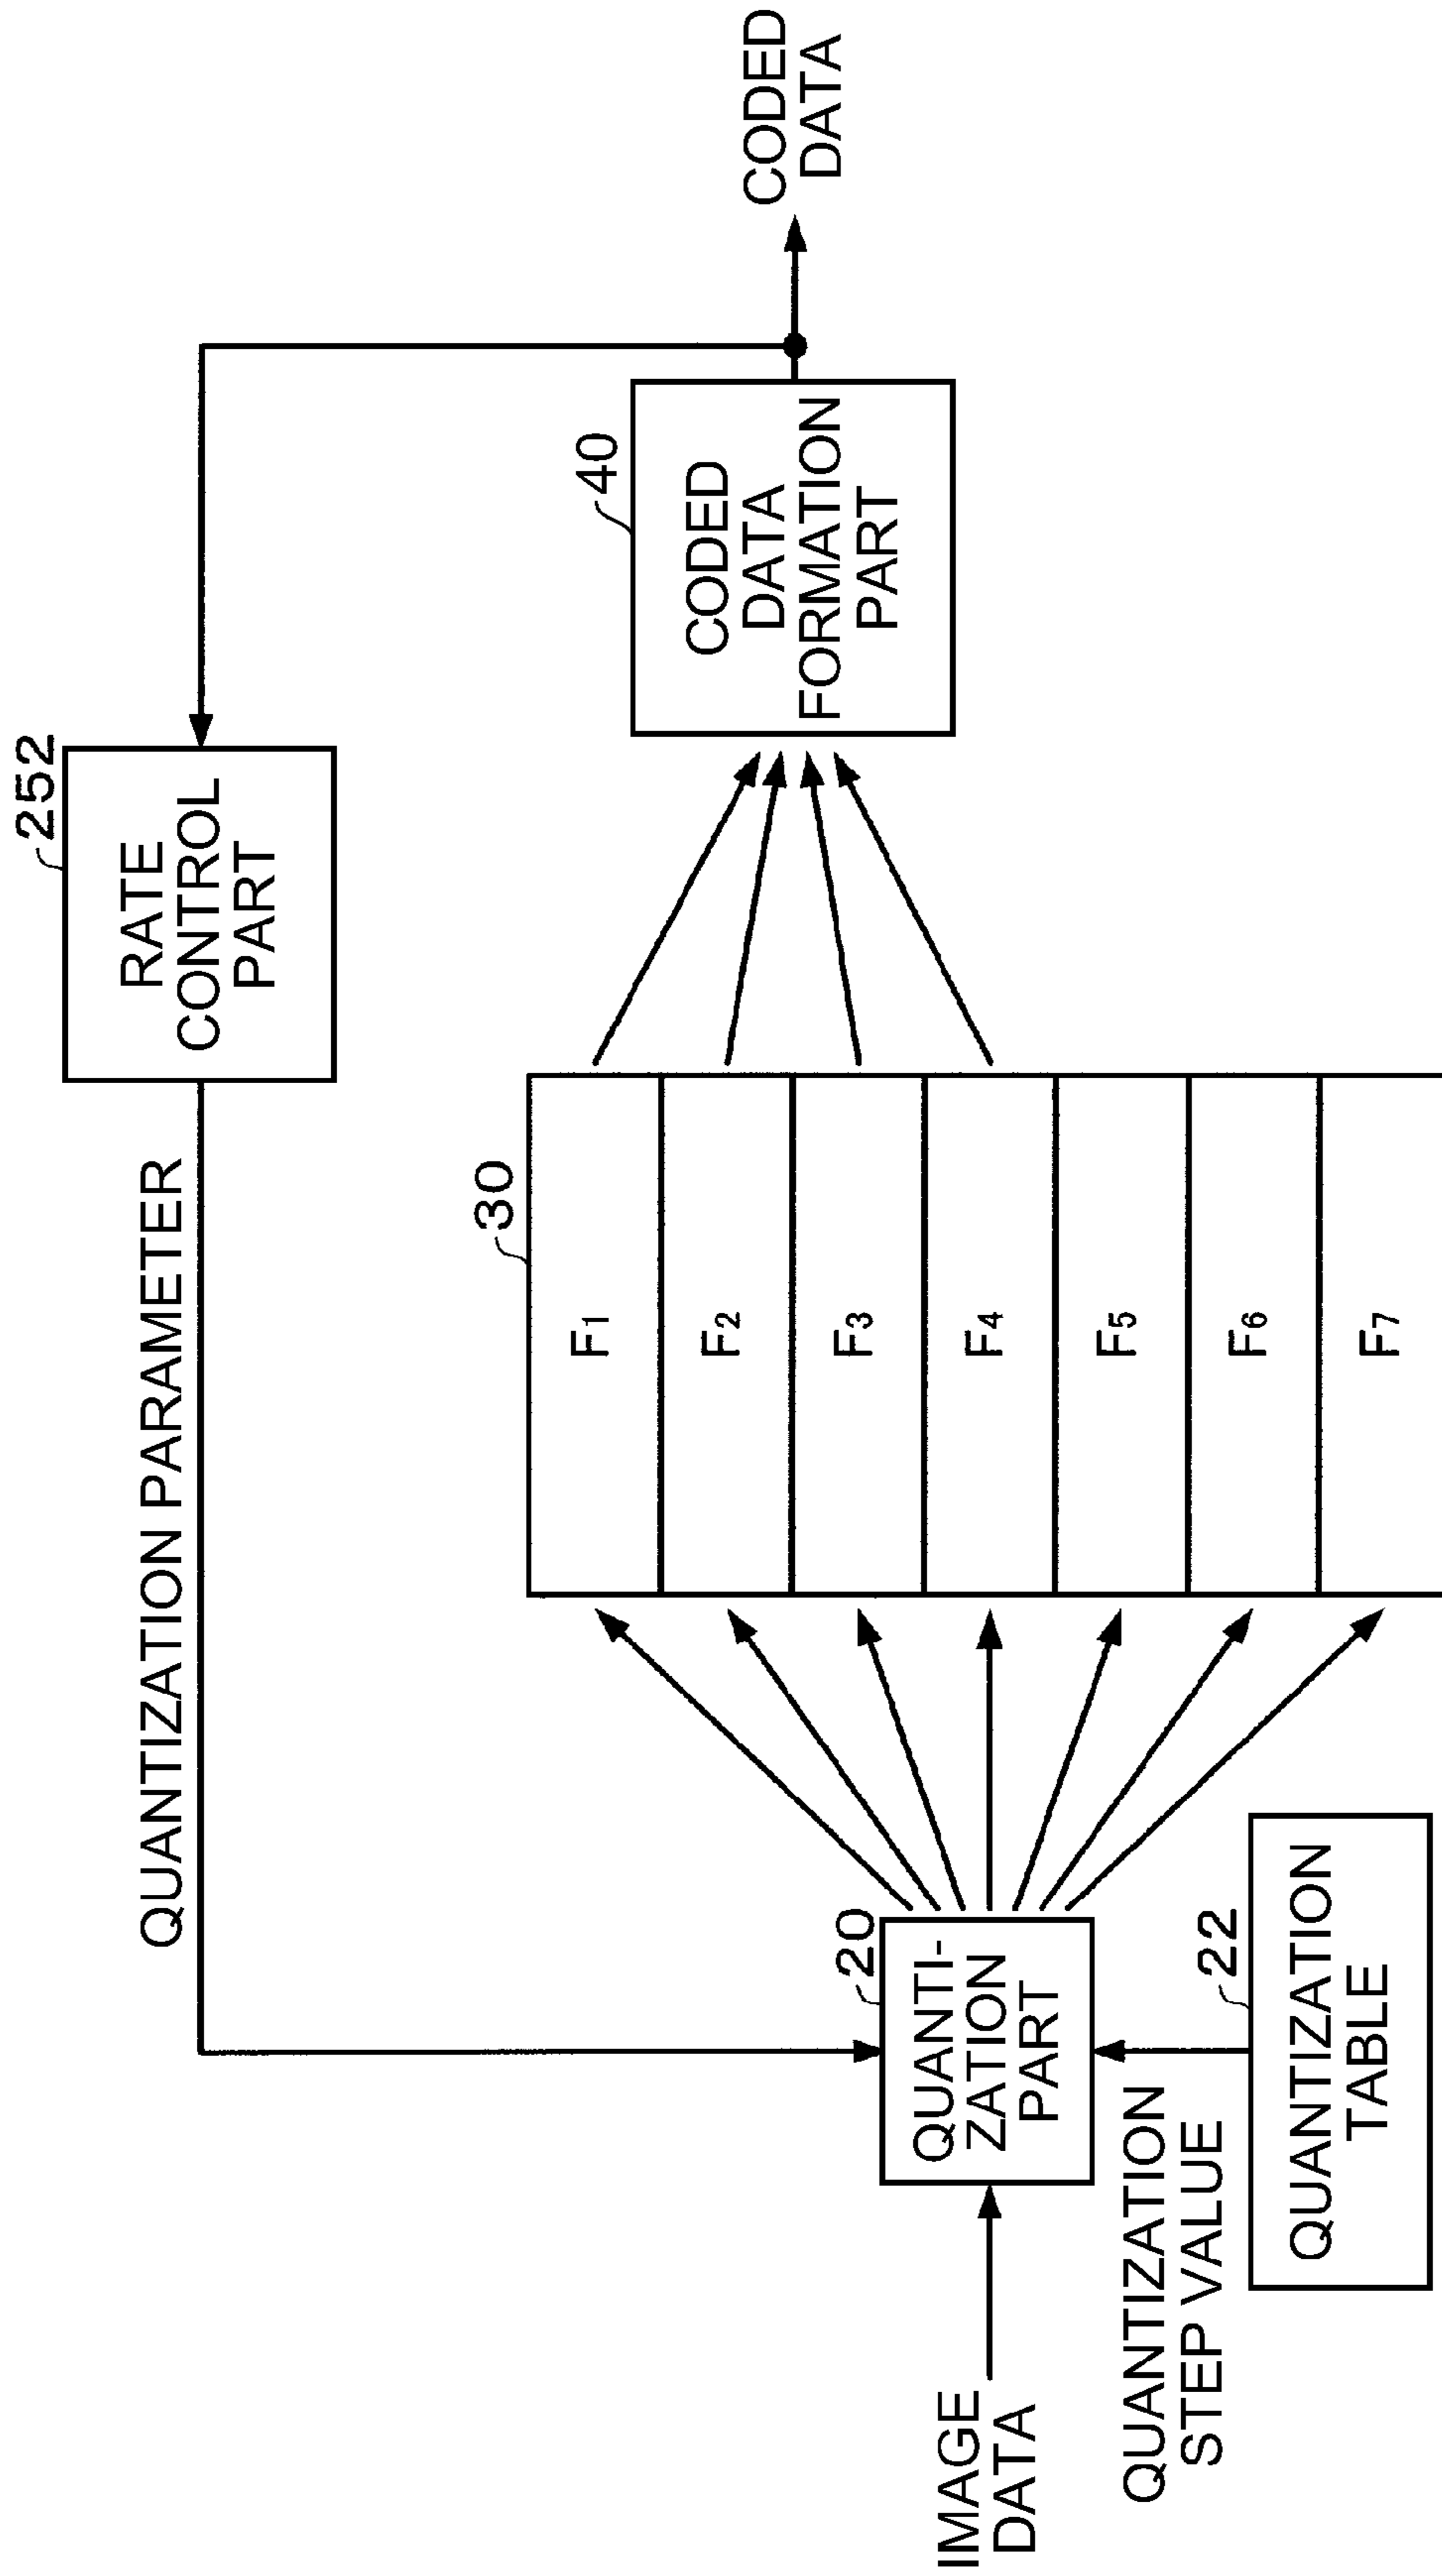 252
RATE
CONTROL
PART
QUANTIZATION PARAMETER
30
F1
F2
F3
F4
F5
F6
F7
40
CODED
DATA
FORMATION
PART
CODED
DATA
20
QUANTI-
ZATION
PART
IMAGE
DATA
QUANTIZATION
STEP VALUE
22
QUANTIZATION
TABLE